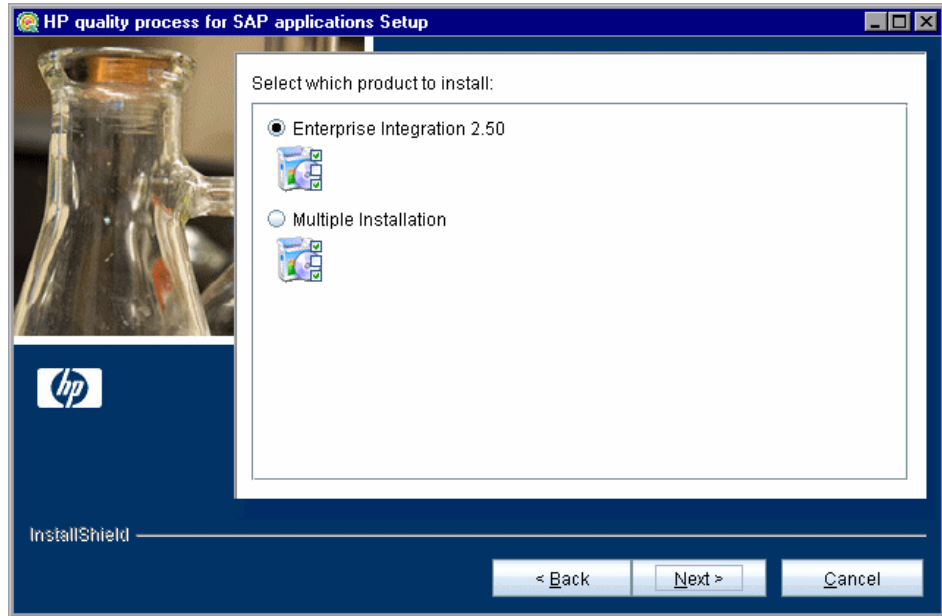 HP quality process for SAP applications Setup
Select which product to install:
Enterprise Integration 2.50
Multiple Installation
hp
InstallShield
< Back
Next >
Cancel